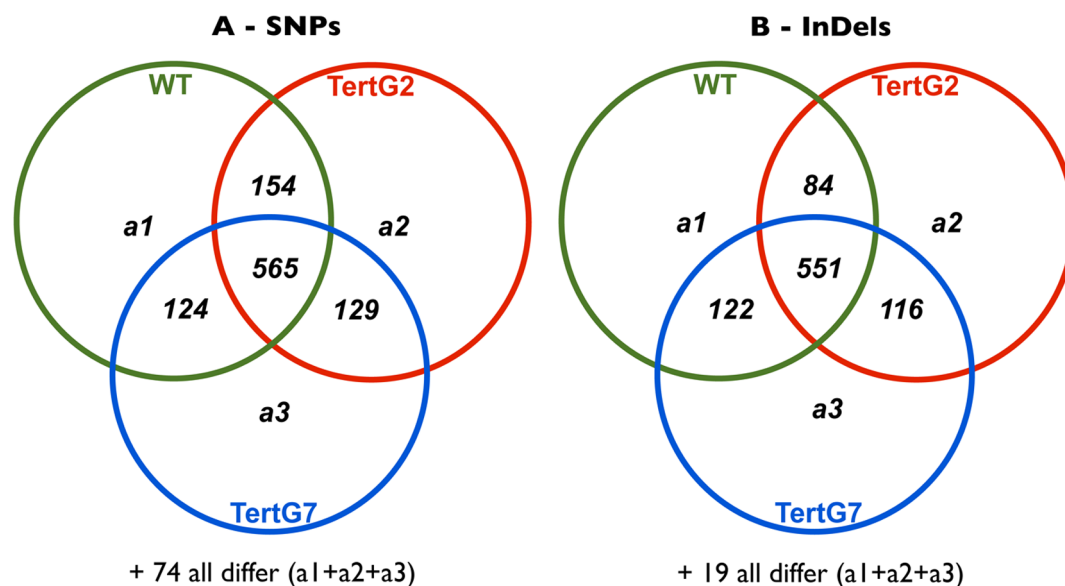 A - SNPs
WT
TertG2
154
a1
a2
565
124
129
a3
TertG7
+ 74 all differ (a1+a2+a3)
B - InDels
WT
TertG2
84
a1
a2
551
122
116
a3
TertG7
+ 19 all differ (a1+a2+a3)